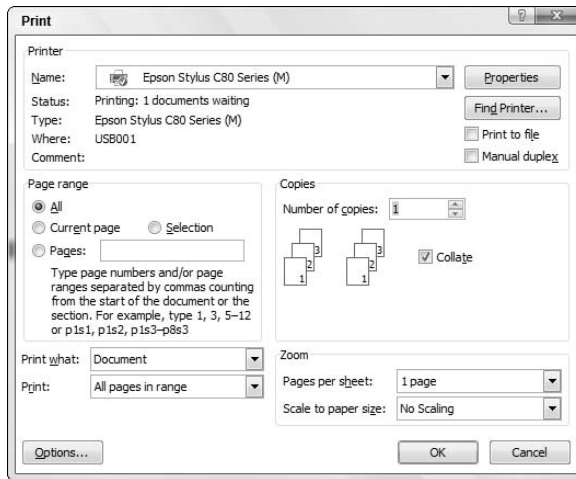 Print
Printer
Name: Epson Stylus C80 Series (M)
Properties
Status: Printing: 1 documents waiting
Type: Epson Stylus C80 Series (M)
Find Printer...
Where: USB001
Print to file
Comment:
Manual duplex
Page range
All
Current page Selection
Pages:
Type page numbers and/or page
ranges separated by commas counting
from the start of the document or the
section. For example, type 1, 3, 5–12
or p1s1, p1s2, p1s3–p8s3
Copies
Number of copies: 1
3 3
2 2
1 1
Collate
Print what: Document
Print: All pages in range
Zoom
Pages per sheet: 1 page
Scale to paper size: No Scaling
Options...
OK
Cancel